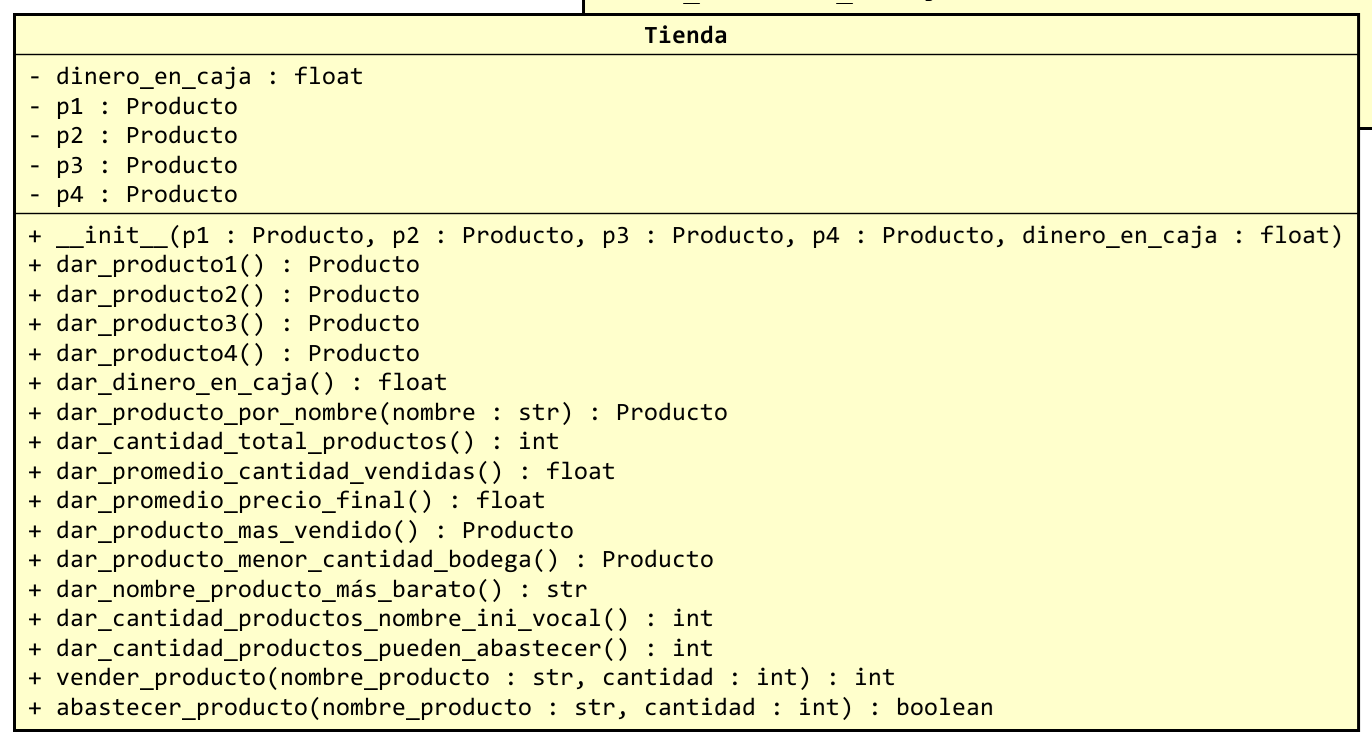 Tienda
- dinero_en_caja : float
- p1 : Producto
- p2 : Producto
- p3 : Producto
- p4 : Producto
+ __init__(p1 : Producto, p2 : Producto, p3 : Producto, p4 : Producto, dinero_en_caja : float)
+ dar_producto1() : Producto
+ dar_producto2() : Producto
+ dar_producto3() : Producto
+ dar_producto4() : Producto
+ dar_dinero_en_caja() : float
+ dar_producto_por_nombre(nombre : str) : Producto
+ dar_cantidad_total_productos() : int
+ dar_promedio_cantidad_vendidas() : float
+ dar_promedio_precio_final() : float
+ dar_producto_mas_vendido() : Producto
+ dar_producto_menor_cantidad_bodega() : Producto
+ dar_nombre_producto_más_barato() : str
+ dar_cantidad_productos_nombre_ini_vocal() : int
+ dar_cantidad_productos_pueden_abastecer() : int
+ vender_producto(nombre_producto : str, cantidad : int) : int
+ abastecer_producto(nombre_producto : str, cantidad : int) : boolean